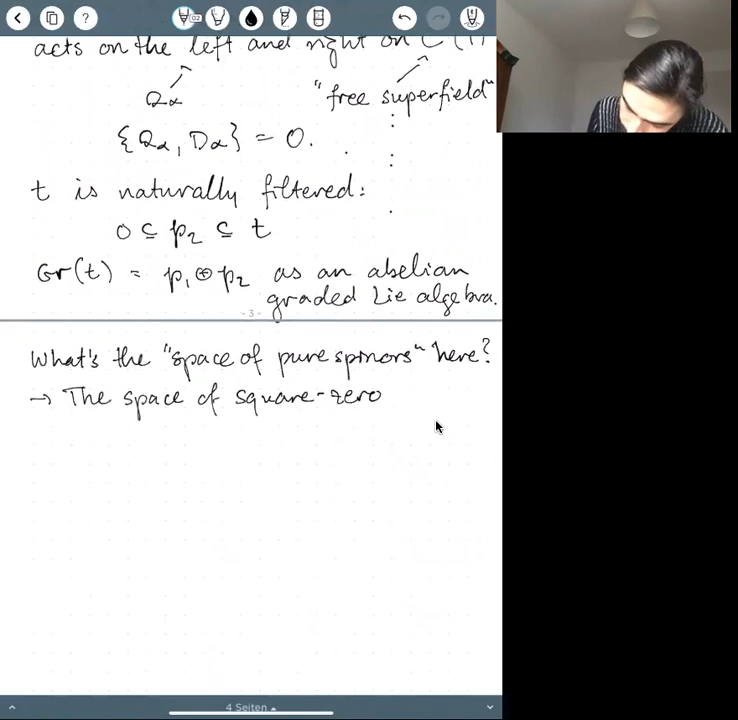 acts on the left and right on
Qα
"free superfield"
{Qα, Dα} = 0.
t is naturally filtered:
0 ⊆ p₂ ⊆ t
Gr(t) = p₁ ⊕ p₂ as an abelian
graded Lie algebra.
- 3 -
What's the "space of pure spinors" here?
→ The space of square-zero
4 Seiten